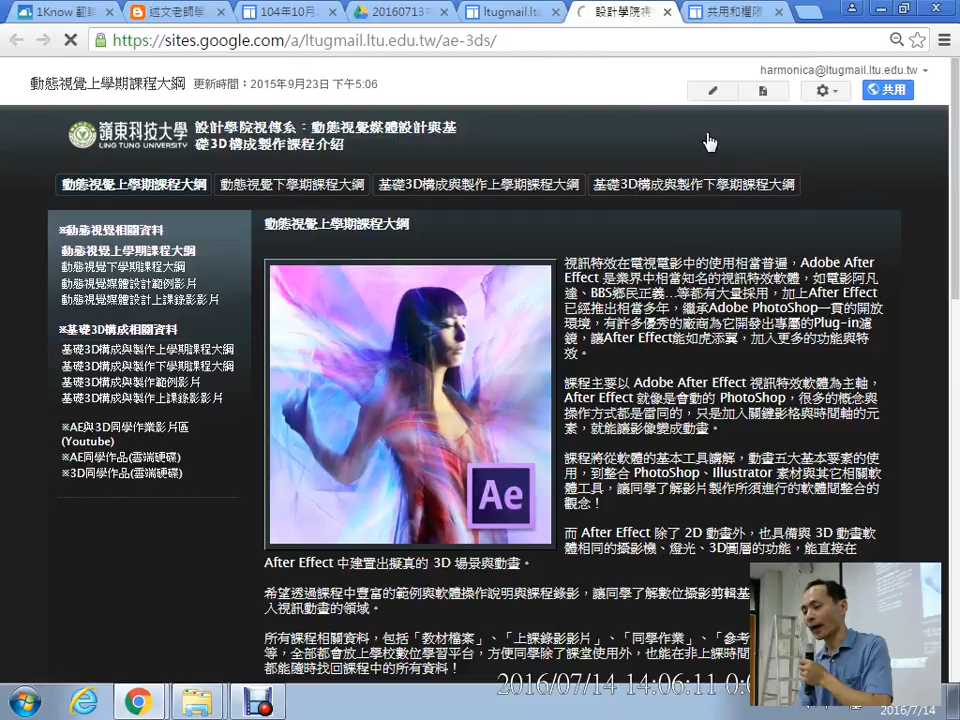 1Know 翻轉
述文老師學
104年10月
20160713午
ltugmail.lt
設計學院視
共用和權限
https://sites.google.com/a/ltugmail.ltu.edu.tw/ae-3ds/
harmonica@ltugmail.ltu.edu.tw
動態視覺上學期課程大綱 更新時間：2015年9月23日 下午5:06
共用
嶺東科技大學
LING TUNG UNIVERSITY
設計學院視傳系：動態視覺媒體設計與基
礎3D構成製作課程介紹
動態視覺上學期課程大綱 動態視覺下學期課程大綱 基礎3D構成與製作上學期課程大綱 基礎3D構成與製作下學期課程大綱
※動態視覺相關資料
動態視覺上學期課程大綱
動態視覺下學期課程大綱
動態視覺媒體設計範例影片
動態視覺媒體設計上課錄影影片
※基礎3D構成相關資料
基礎3D構成與製作上學期課程大綱
基礎3D構成與製作下學期課程大綱
基礎3D構成與製作範例影片
基礎3D構成與製作上課錄影影片
※AE與3D同學作業影片區
(Youtube)
※AE同學作品(雲端硬碟)
※3D同學作品(雲端硬碟)
動態視覺上學期課程大綱
Ae
視訊特效在電視電影中的使用相當普遍，Adobe After
Effect 是業界中相當知名的視訊特效軟體，如電影阿凡
達、BBS鄉民正義...等都有大量採用，加上After Effect
已經推出相當多年，繼承Adobe PhotoShop一貫的開放
環境，有許多優秀的廠商為它開發出專屬的Plug-in濾
鏡，讓After Effect能如虎添翼，加入更多的功能與特
效。
課程主要以 Adobe After Effect 視訊特效軟體為主軸，
After Effect 就像是會動的 PhotoShop，很多的概念與
操作方式都是雷同的，只是加入關鍵影格與時間軸的元
素，就能讓影像變成動畫。
課程將從軟體的基本工具講解，動畫五大基本要素的使
用，到整合 PhotoShop、Illustrator 素材與其它相關軟
體工具，讓同學了解影片製作所須進行的軟體間整合的
觀念！
而 After Effect 除了 2D 動畫外，也具備與 3D 動畫軟
體相同的攝影機、燈光、3D圖層的功能，能直接在
After Effect 中建置出擬真的 3D 場景與動畫。
希望透過課程中豐富的範例與軟體操作說明與課程錄影，讓同學了解數位攝影剪輯基
入視訊動畫的領域。
所有課程相關資料，包括「教材檔案」、「上課錄影影片」、「同學作業」、「參考
等，全部都會放上學校數位學習平台，方便同學除了課堂使用外，也能在非上課時間
都能隨時找回課程中的所有資料！
2016/07/14 14:06:11 0:0
2016/7/14